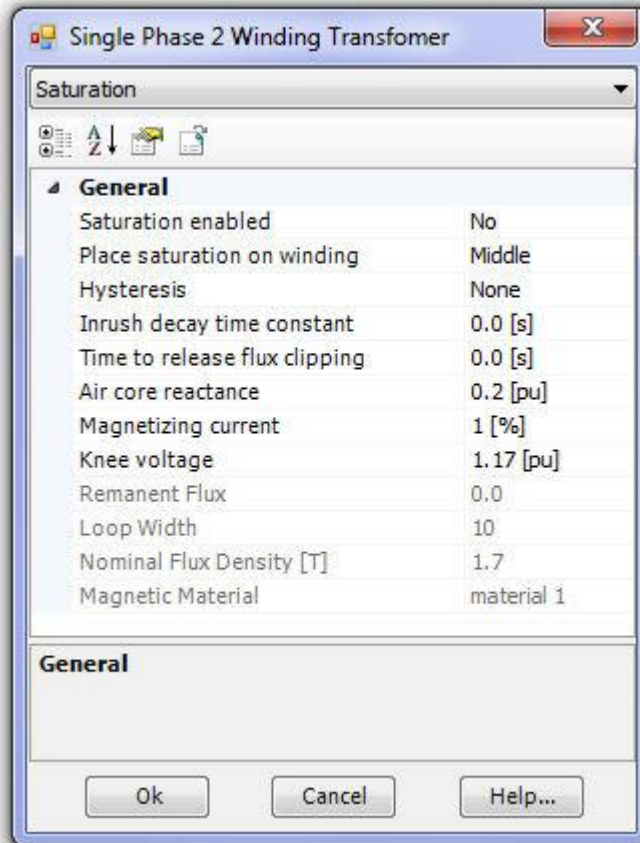 Single Phase 2 Winding Transfomer
Saturation
General
Saturation enabled No
Place saturation on winding Middle
Hysteresis None
Inrush decay time constant 0.0 [s]
Time to release flux clipping 0.0 [s]
Air core reactance 0.2 [pu]
Magnetizing current 1 [%]
Knee voltage 1.17 [pu]
Remanent Flux 0.0
Loop Width 10
Nominal Flux Density [T] 1.7
Magnetic Material material 1
General
Ok Cancel Help...